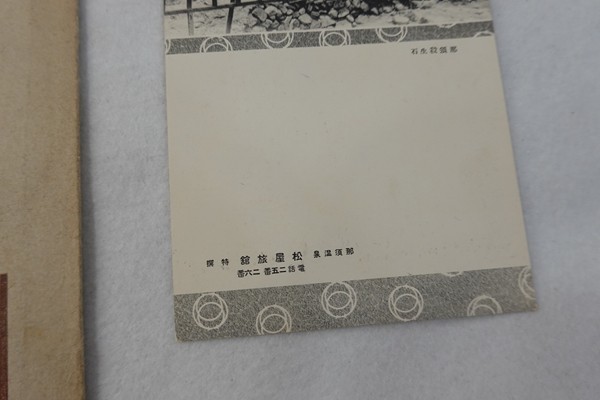 石生殺須那
撰特 館旅屋松 泉温須那
番六二 番五二話電